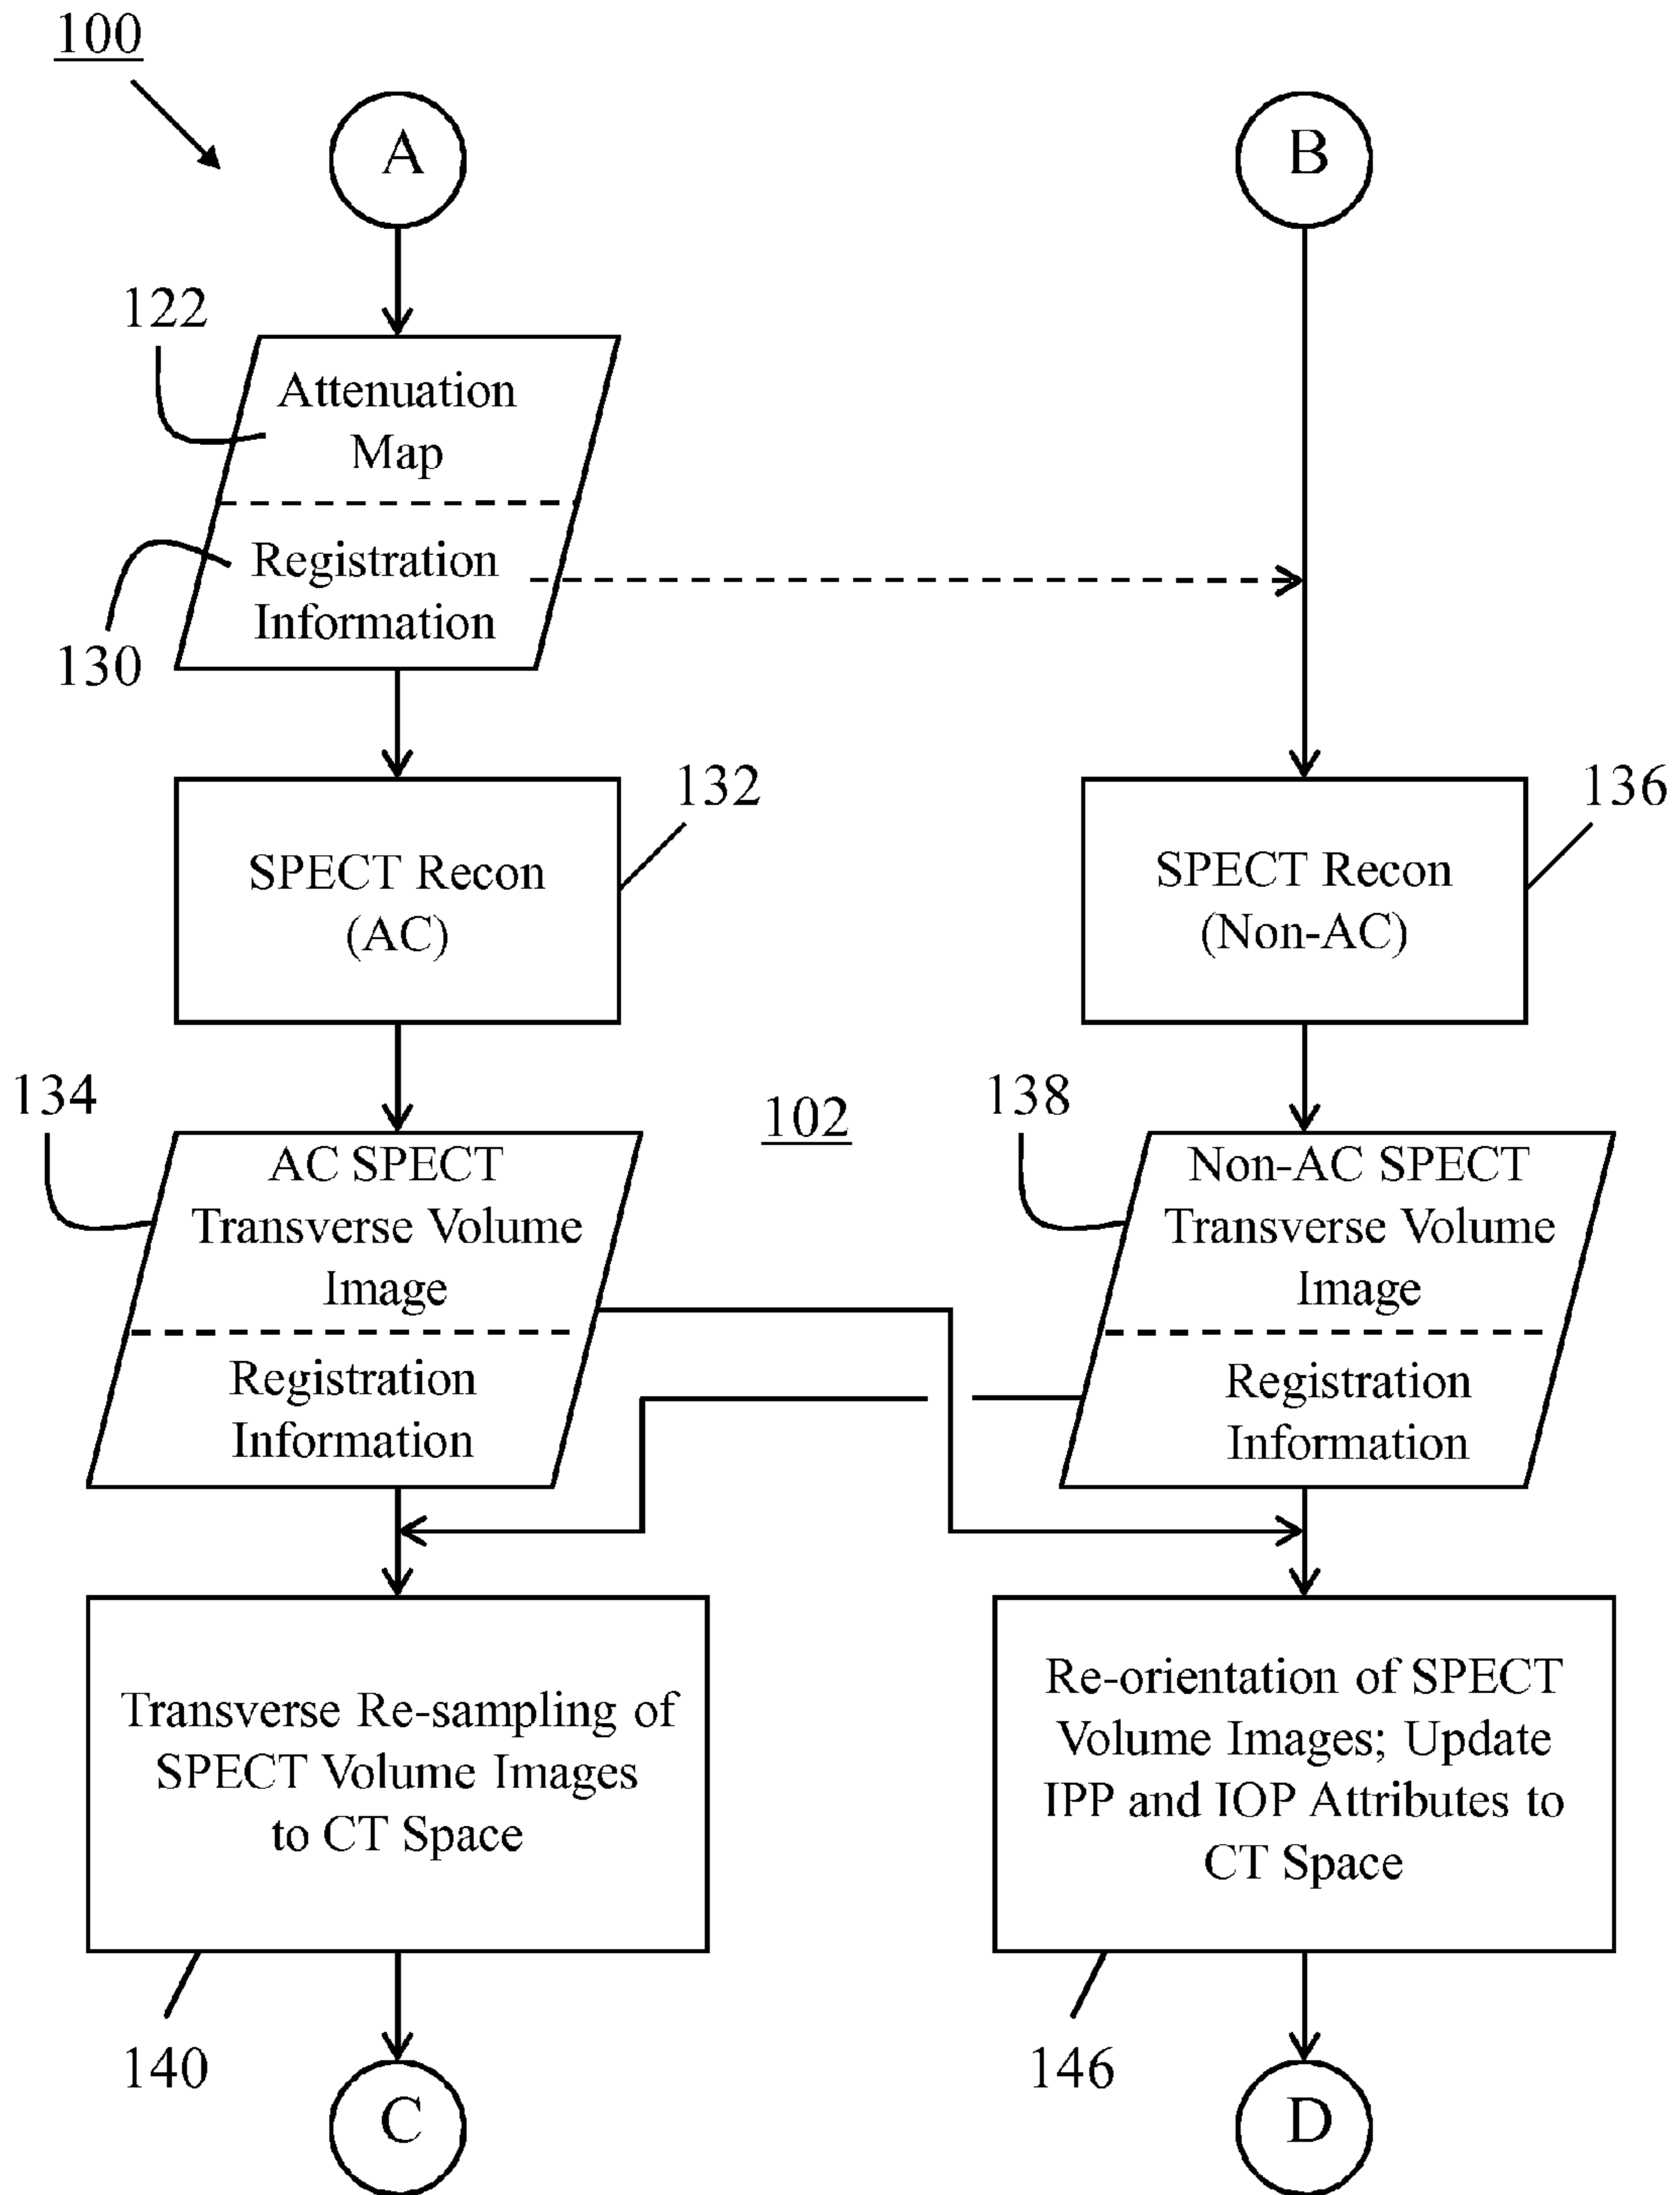 100
A
B
122
Attenuation
Map
Registration
Information
130
132
136
SPECT Recon
(AC)
SPECT Recon
(Non-AC)
134
102
138
AC SPECT
Transverse Volume
Image
Registration
Information
Non-AC SPECT
Transverse Volume
Image
Registration
Information
Transverse Re-sampling of
SPECT Volume Images
to CT Space
Re-orientation of SPECT
Volume Images; Update
IPP and IOP Attributes to
CT Space
140
146
C
D